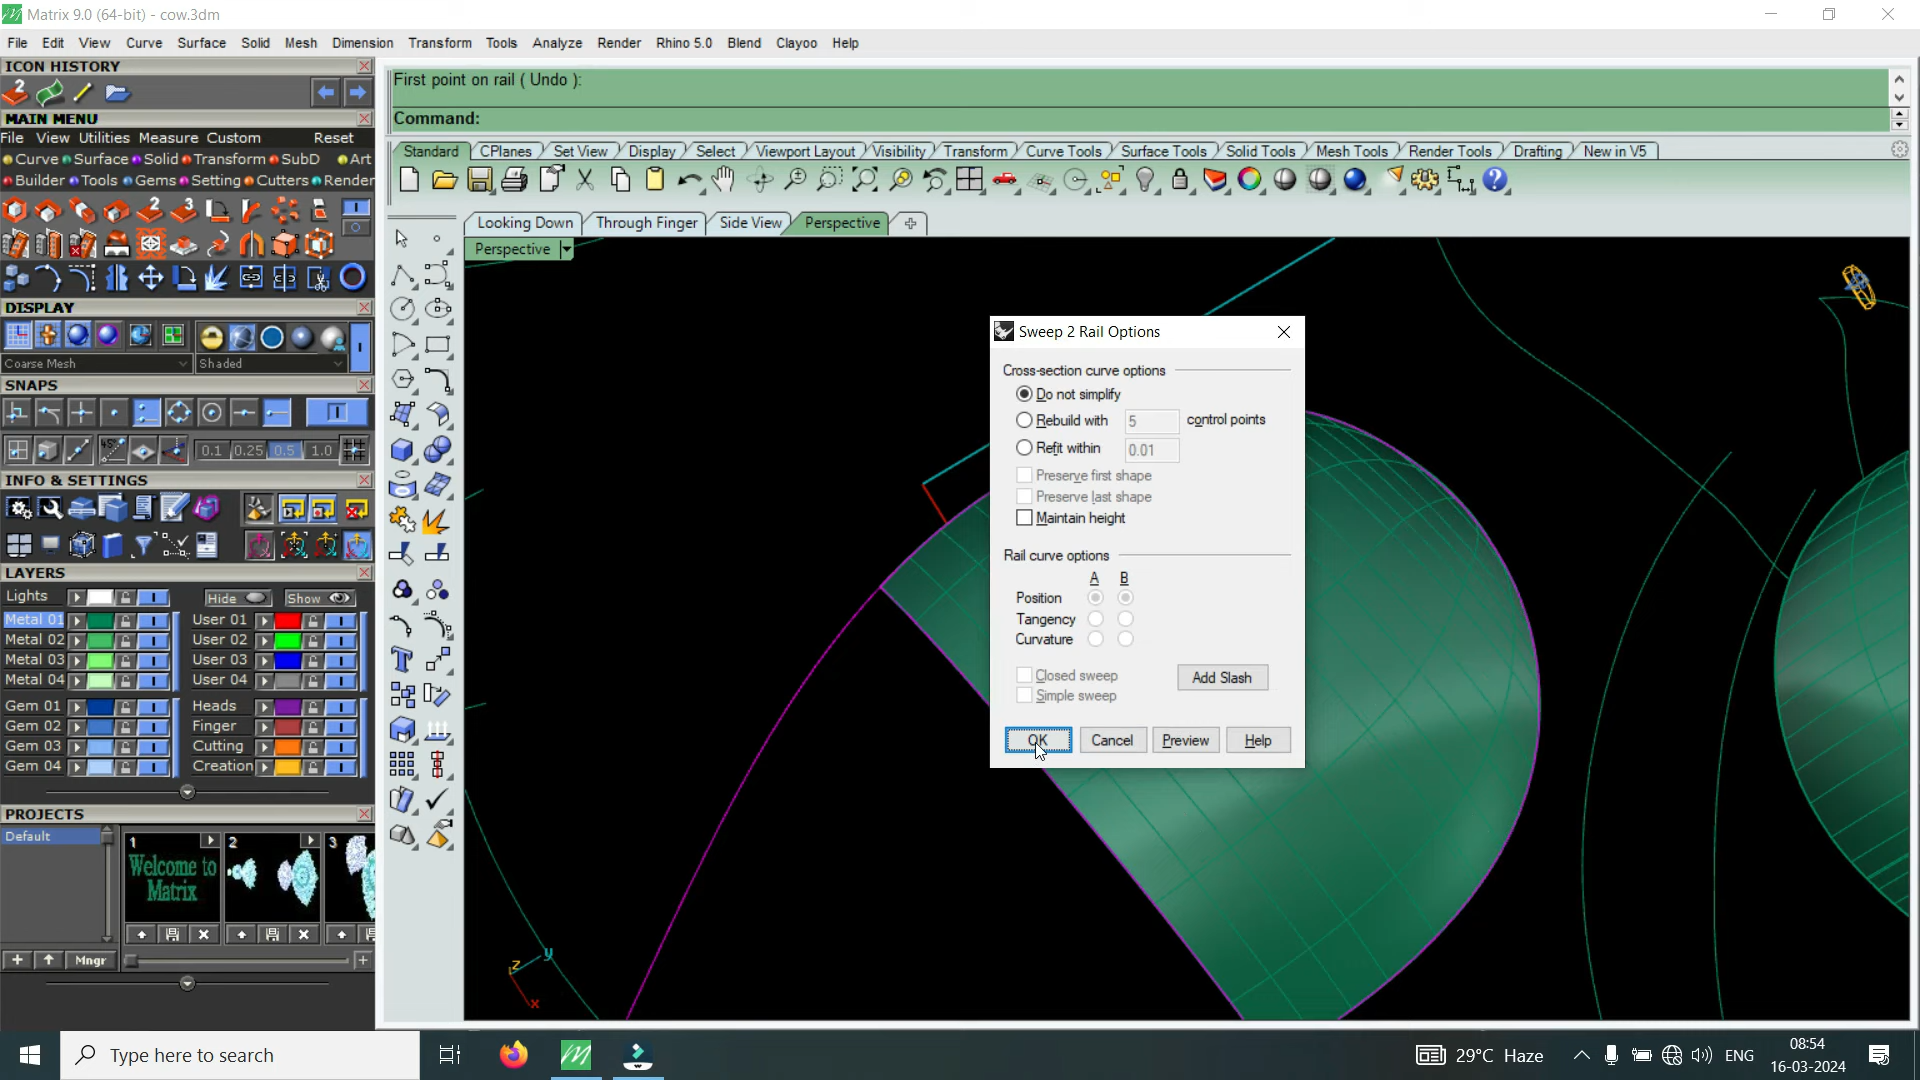 Matrix 9.0 (64-bit) - cow.3dm
File Edit View Curve Surface Solid Mesh Dimension Transform Tools Analyze Render Rhino 5.0 Blend Clayoo Help
ICON HISTORY
First point on rail ( Undo ):
Command:
MAIN MENU
File View Utilities Measure Custom Reset
Curve Surface Solid Transform SubD Art
Builder Tools Gems Setting Cutters Render
Standard CPlanes Set View Display Select Viewport Layout Visibility Transform Curve Tools Surface Tools Solid Tools Mesh Tools Render Tools Drafting New in V5
Looking Down Through Finger Side View Perspective
Perspective
DISPLAY
Coarse Mesh Shaded
SNAPS
0.1 0.25 0.5 1.0
INFO & SETTINGS
LAYERS
Lights Hide Show
Metal 01 User 01
Metal 02 User 02
Metal 03 User 03
Metal 04 User 04
Gem 01 Heads
Gem 02 Finger
Gem 03 Cutting
Gem 04 Creation
PROJECTS
Default
1 2 3
Welcome to Matrix
Mngr
Sweep 2 Rail Options
Cross-section curve options
Do not simplify
Rebuild with 5 control points
Refit within 0.01
Preserve first shape
Preserve last shape
Maintain height
Rail curve options
A B
Position
Tangency
Curvature
Closed sweep
Simple sweep
Add Slash
OK Cancel Preview Help
z y
x
Type here to search
29°C Haze
ENG
08:54
16-03-2024